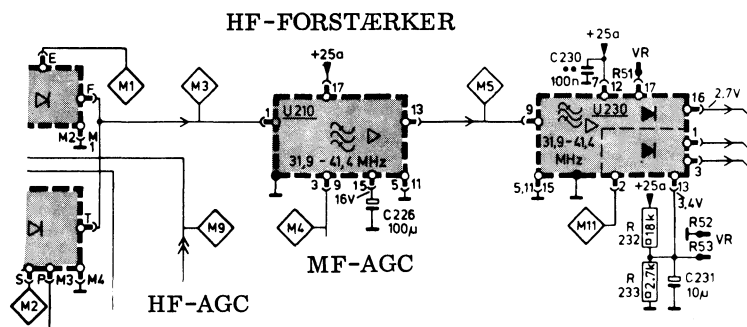 HF-FORSTÆRKER
+25a
C230
100n
+25a
R51
VR
E
M1
F
M3
17
M5
7
12
17
16
2.7V
1
U210
13
9
U230
M2
M
1
31,9-41,4 MHz
31,9-41,4
MHz
1
3
3
9
15
5
11
5,11
15
2
13
16V
+25a
3,4V
T
M9
M4
C226
100µ
M11
R
232
18k
R52
R53
VR
MF-AGC
S
P
M3
M4
R
233
2.7k
C231
10µ
M2
HF-AGC